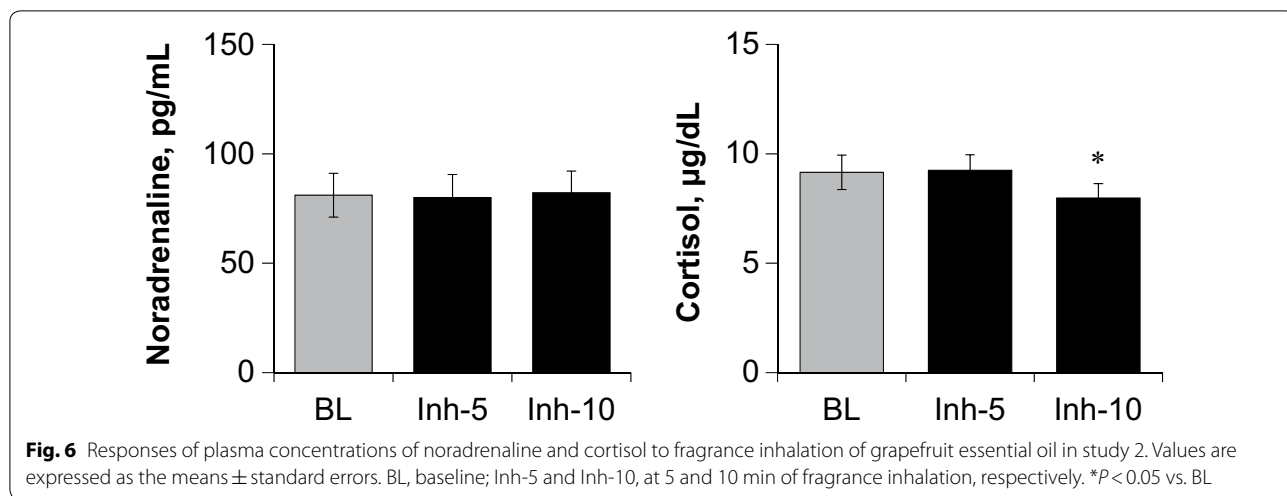 Noradrenaline, pg/mL
150
100
50
0
BL Inh-5 Inh-10
Cortisol, µg/dL
15
10
5
0
*
BL Inh-5 Inh-10
Fig. 6 Responses of plasma concentrations of noradrenaline and cortisol to fragrance inhalation of grapefruit essential oil in study 2. Values are
expressed as the means ± standard errors. BL, baseline; Inh-5 and Inh-10, at 5 and 10 min of fragrance inhalation, respectively. *P < 0.05 vs. BL